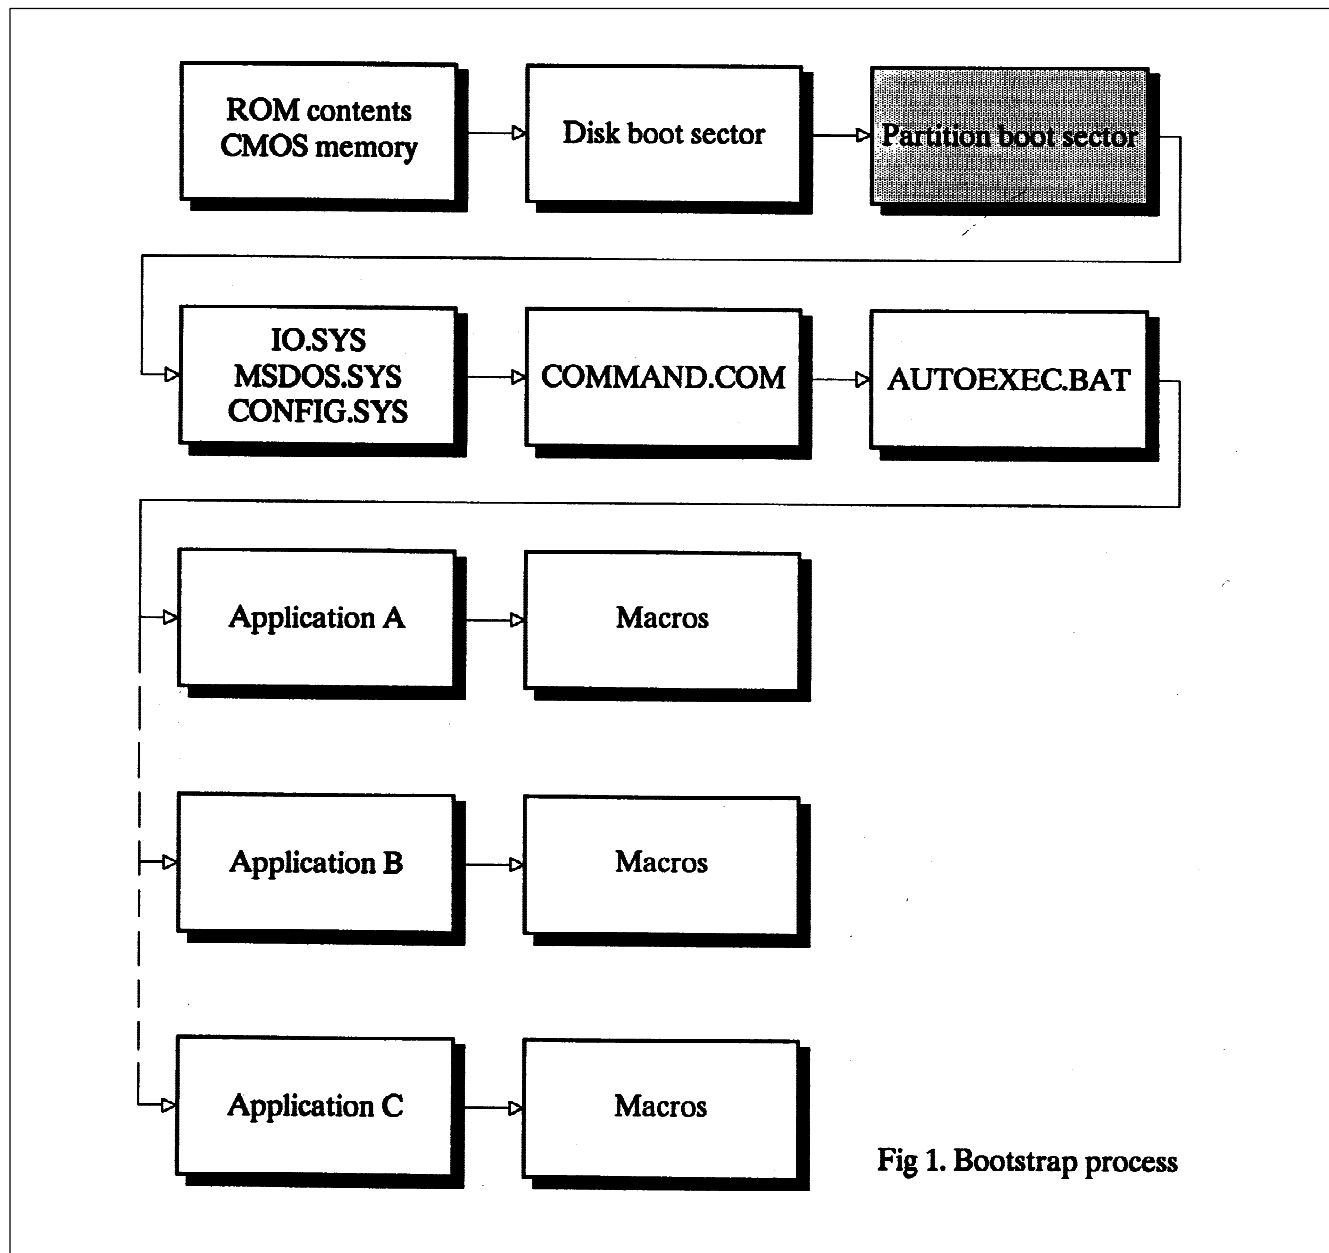 ROM contents
CMOS memory
Disk boot sector
Partition boot sector
IO.SYS
MSDOS.SYS
CONFIG.SYS
COMMAND.COM
AUTOEXEC.BAT
Application A
Macros
Application B
Macros
Application C
Macros
Fig 1. Bootstrap process